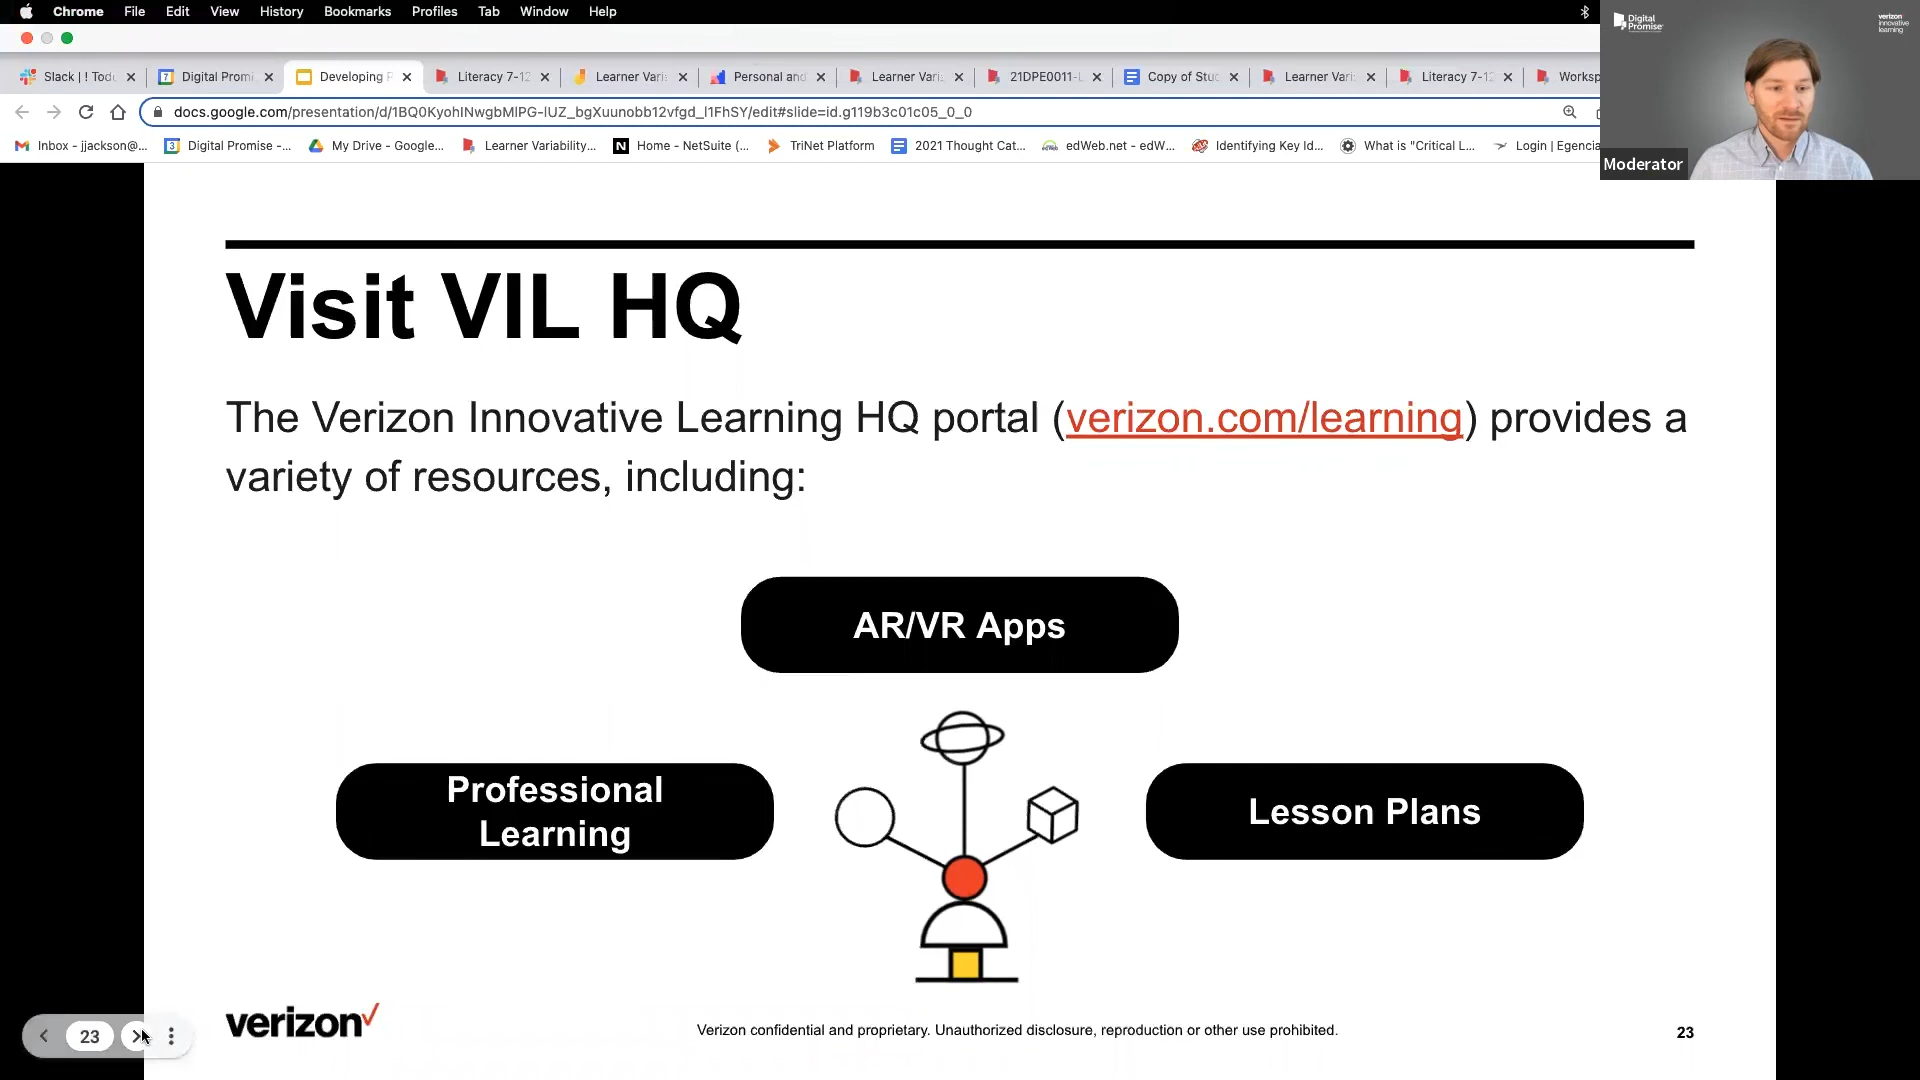 Chrome File Edit View History Bookmarks Profiles Tab Window Help
Digital Promise
verizon innovative learning
Slack | ! Tod
7 Digital Promi
Developing P
Literacy 7-12
Learner Vari
Personal and
Learner Vari
21DPE0011-L
Copy of Stud
Learner Vari
Literacy 7-12
Worksp
docs.google.com/presentation/d/1BQ0KyohINwgbMlPG-lUZ_bgXuunobb12vfgd_l1FhSY/edit#slide=id.g119b3c01c05_0_0
Inbox - jjackson@...
3 Digital Promise -...
My Drive - Google...
Learner Variability...
N Home - NetSuite (...
TriNet Platform
2021 Thought Cat...
edWeb.net - edW...
Identifying Key Id...
What is "Critical L...
Login | Egencia
Moderator
Visit VIL HQ
The Verizon Innovative Learning HQ portal (verizon.com/learning) provides a
variety of resources, including:
AR/VR Apps
Professional
Learning
Lesson Plans
23
verizon
Verizon confidential and proprietary. Unauthorized disclosure, reproduction or other use prohibited.
23